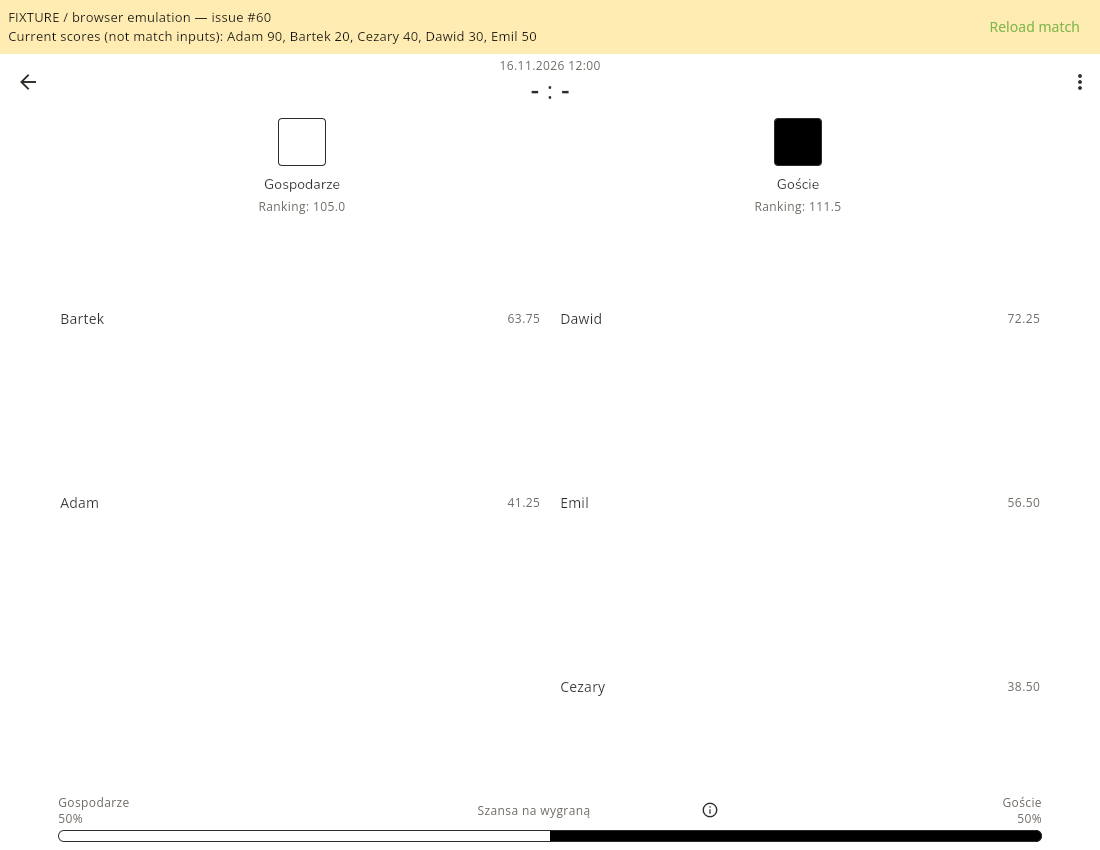 FIXTURE / browser emulation — issue #60
Current scores (not match inputs): Adam 90, Bartek 20, Cezary 40, Dawid 30, Emil 50
Reload match
16.11.2026 12:00
- : -
Gospodarze
Ranking: 105.0
Goście
Ranking: 111.5
Bartek 63.75
Dawid 72.25
Adam 41.25
Emil 56.50
Cezary 38.50
Gospodarze
50%
Szansa na wygraną
Goście
50%